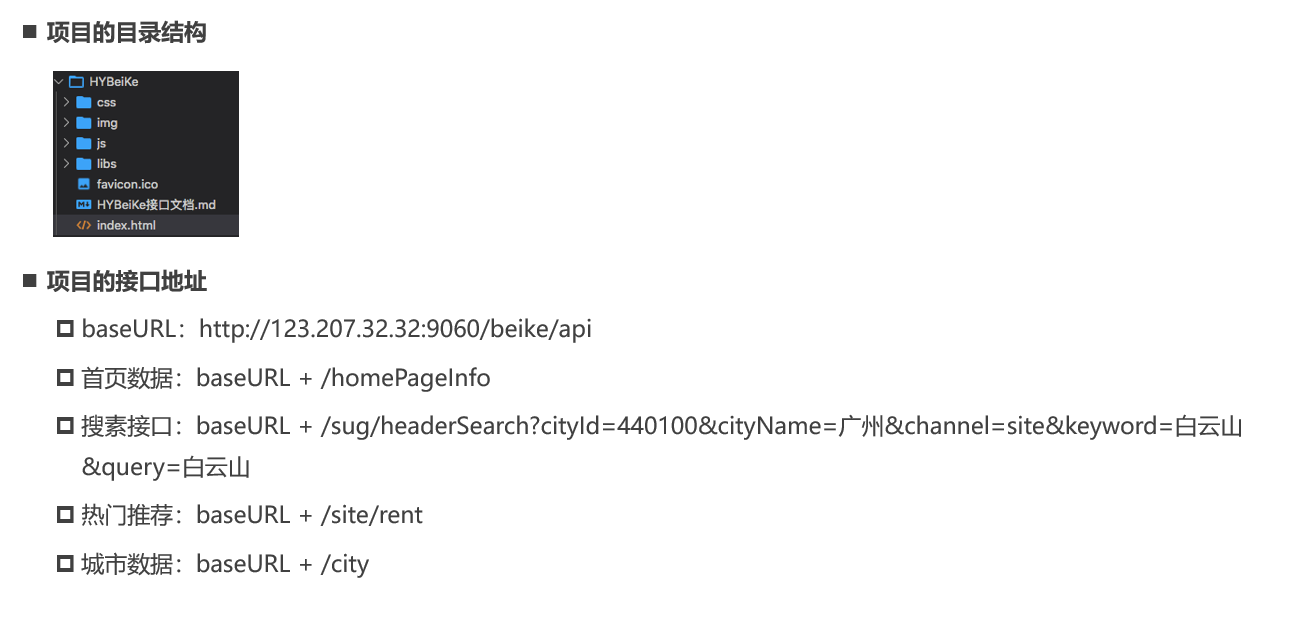 项目的目录结构
HYBeiKe
css
img
js
libs
favicon.ico
HYBeiKe接口文档.md
index.html
项目的接口地址
baseURL：http://123.207.32.32:9060/beike/api
首页数据：baseURL + /homePageInfo
搜素接口：baseURL + /sug/headerSearch?cityId=440100&cityName=广州&channel=site&keyword=白云山
&query=白云山
热门推荐：baseURL + /site/rent
城市数据：baseURL + /city